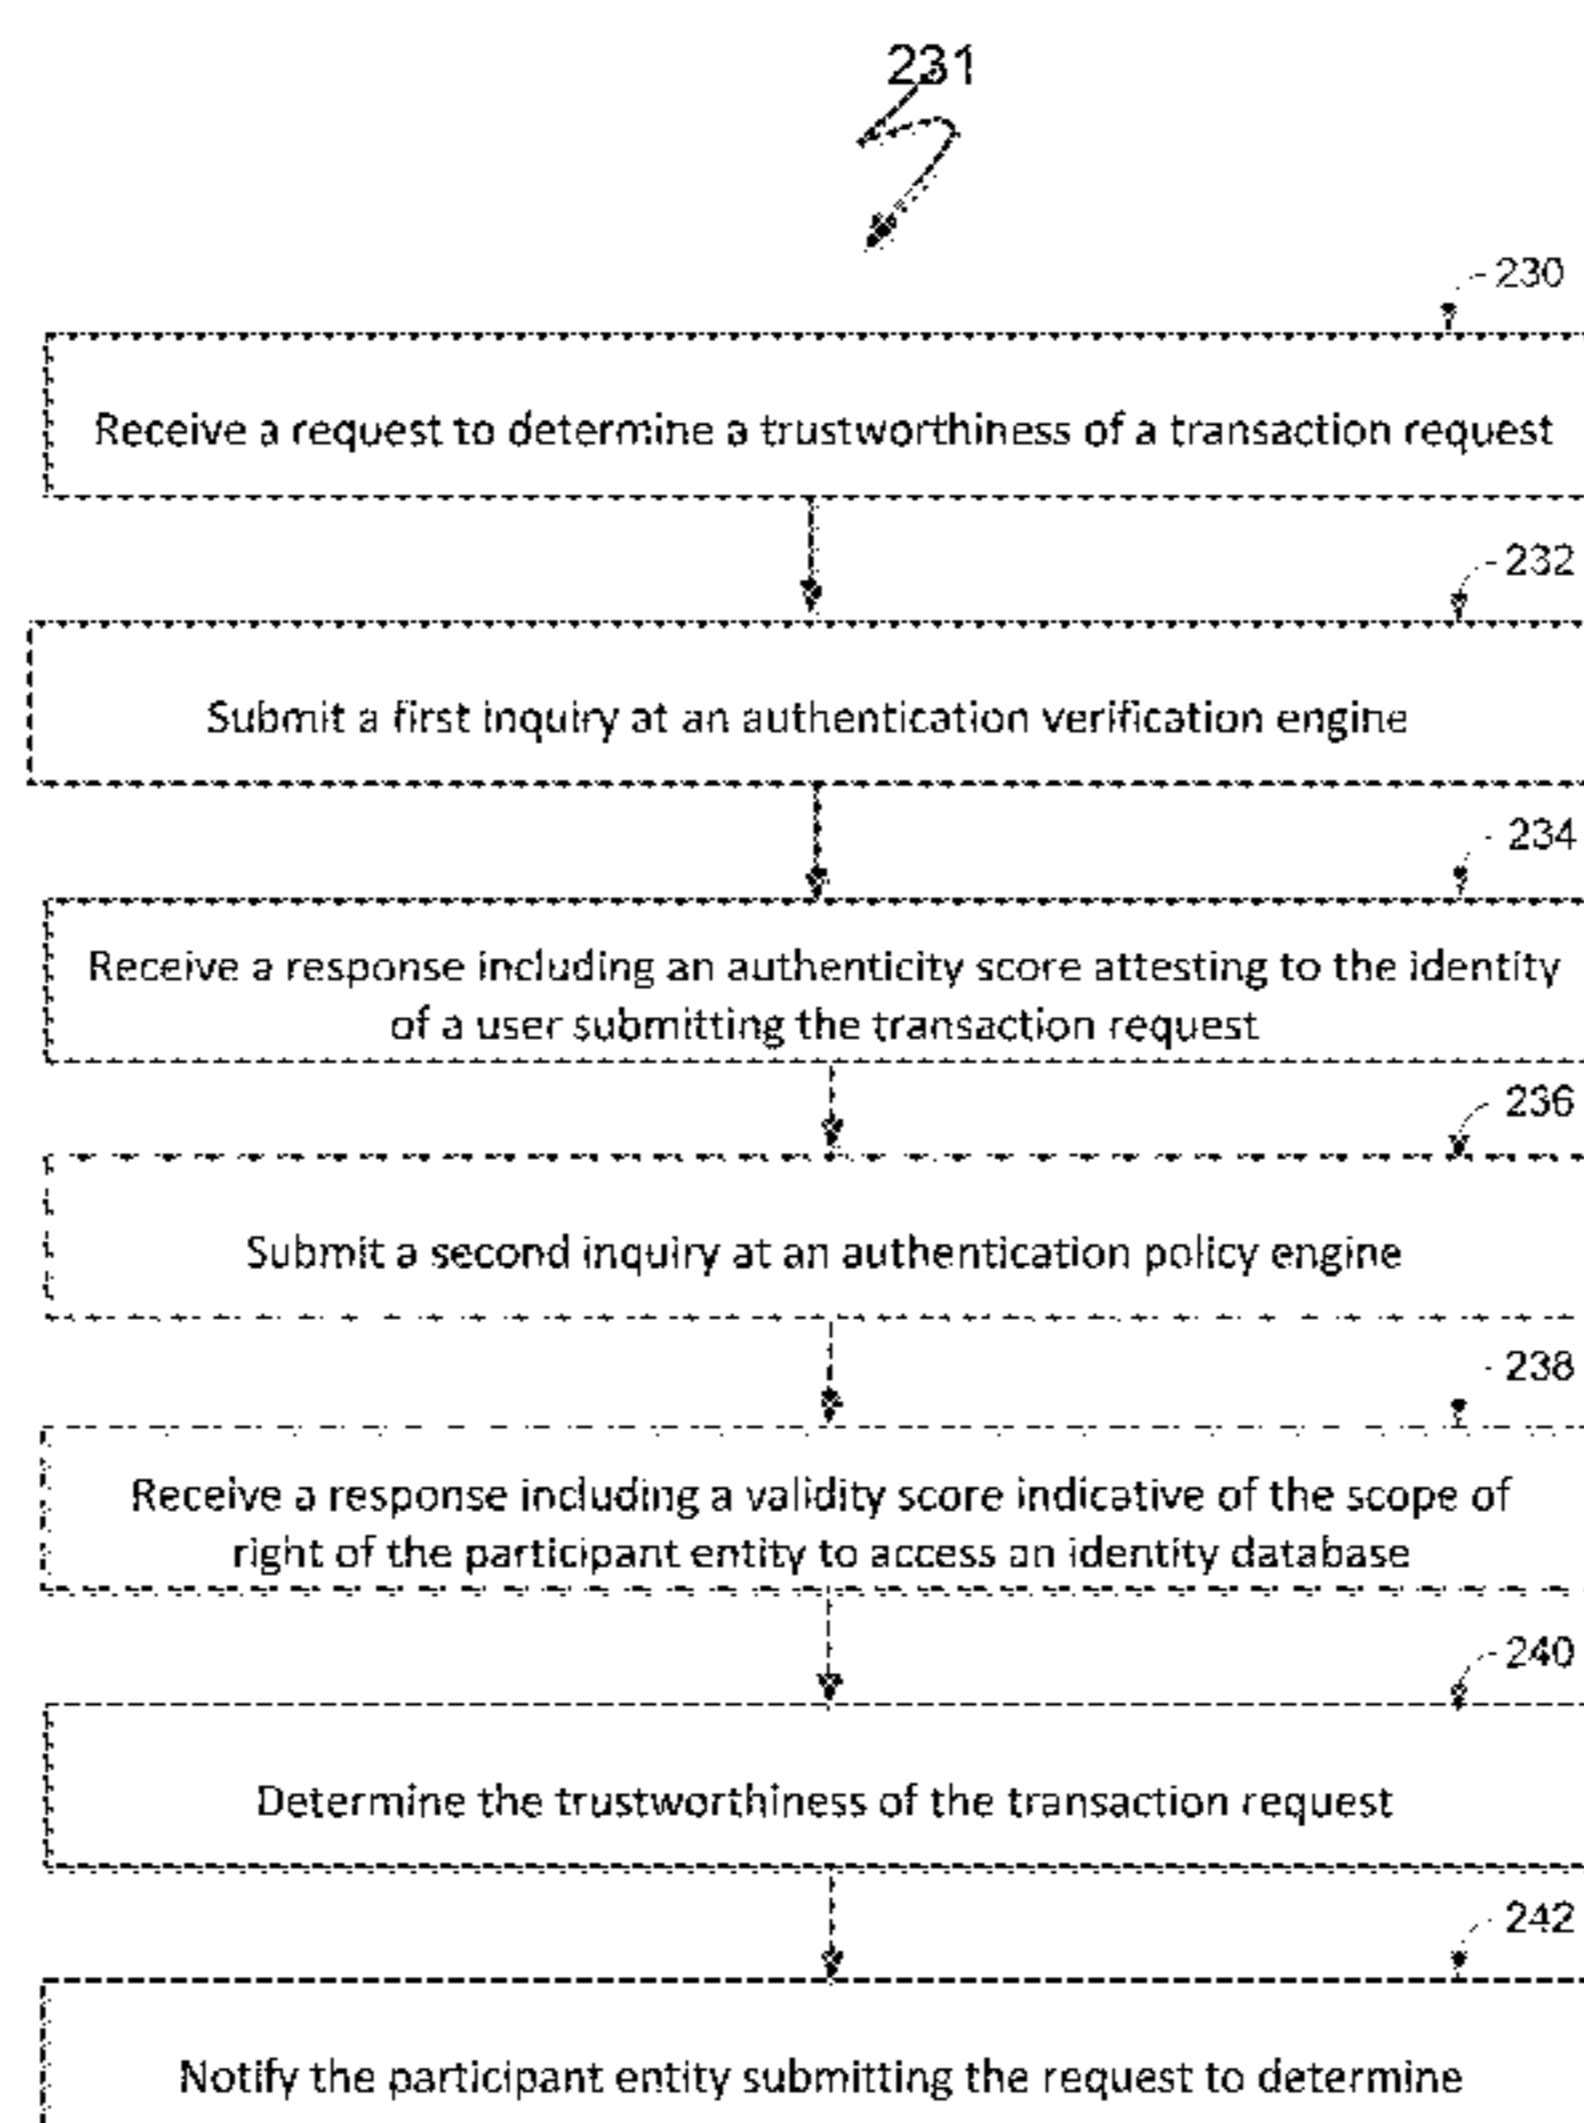 231
230
Receive a request to determine a trustworthiness of a transaction request
232
Submit a first inquiry at an authentication verification engine
234
Receive a response including an authenticity score attesting to the identity
of a user submitting the transaction request
236
Submit a second inquiry at an authentication policy engine
238
Receive a response including a validity score indicative of the scope of
right of the participant entity to access an identity database
240
Determine the trustworthiness of the transaction request
242
Notify the participant entity submitting the request to determine